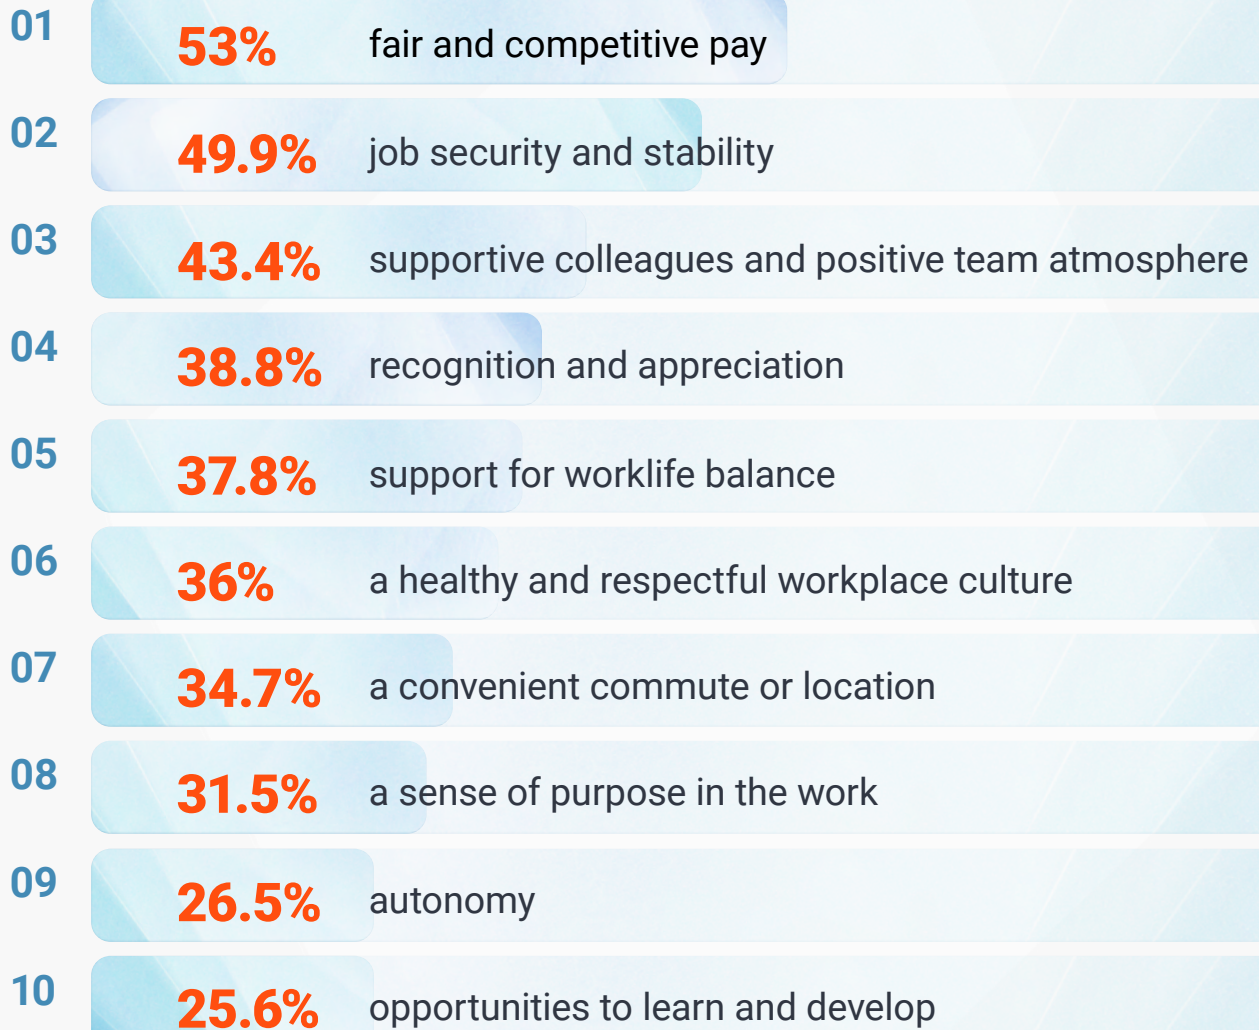 01 53% fair and competitive pay
02 49.9% job security and stability
03 43.4% supportive colleagues and positive team atmosphere
04 38.8% recognition and appreciation
05 37.8% support for worklife balance
06 36% a healthy and respectful workplace culture
07 34.7% a convenient commute or location
08 31.5% a sense of purpose in the work
09 26.5% autonomy
10 25.6% opportunities to learn and develop